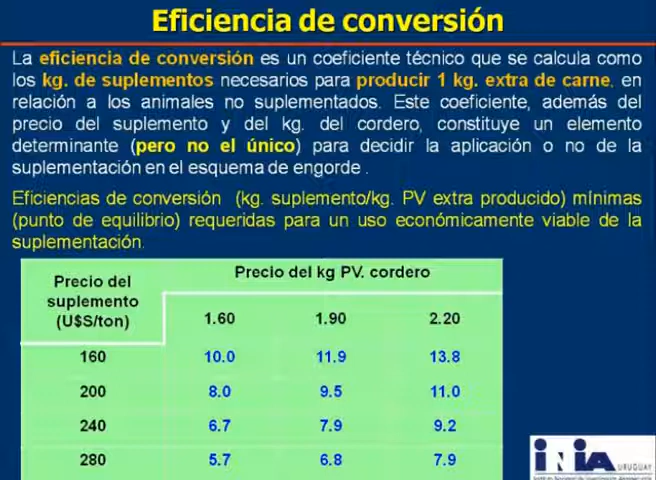 Eficiencia de conversión
La eficiencia de conversión es un coeficiente técnico que se calcula como
los kg. de suplementos necesarios para producir 1 kg. extra de carne, en
relación a los animales no suplementados. Este coeficiente, además del
precio del suplemento y del kg. del cordero, constituye un elemento
determinante (pero no el único) para decidir la aplicación o no de la
suplementación en el esquema de engorde .
Eficiencias de conversión (kg. suplemento/kg. PV extra producido) mínimas
(punto de equilibrio) requeridas para un uso económicamente viable de la
suplementación.
Precio del
suplemento
(U$S/ton)
Precio del kg PV. cordero
1.60 1.90 2.20
160 10.0 11.9 13.8
200 8.0 9.5 11.0
240 6.7 7.9 9.2
280 5.7 6.8 7.9
INIA URUGUAY